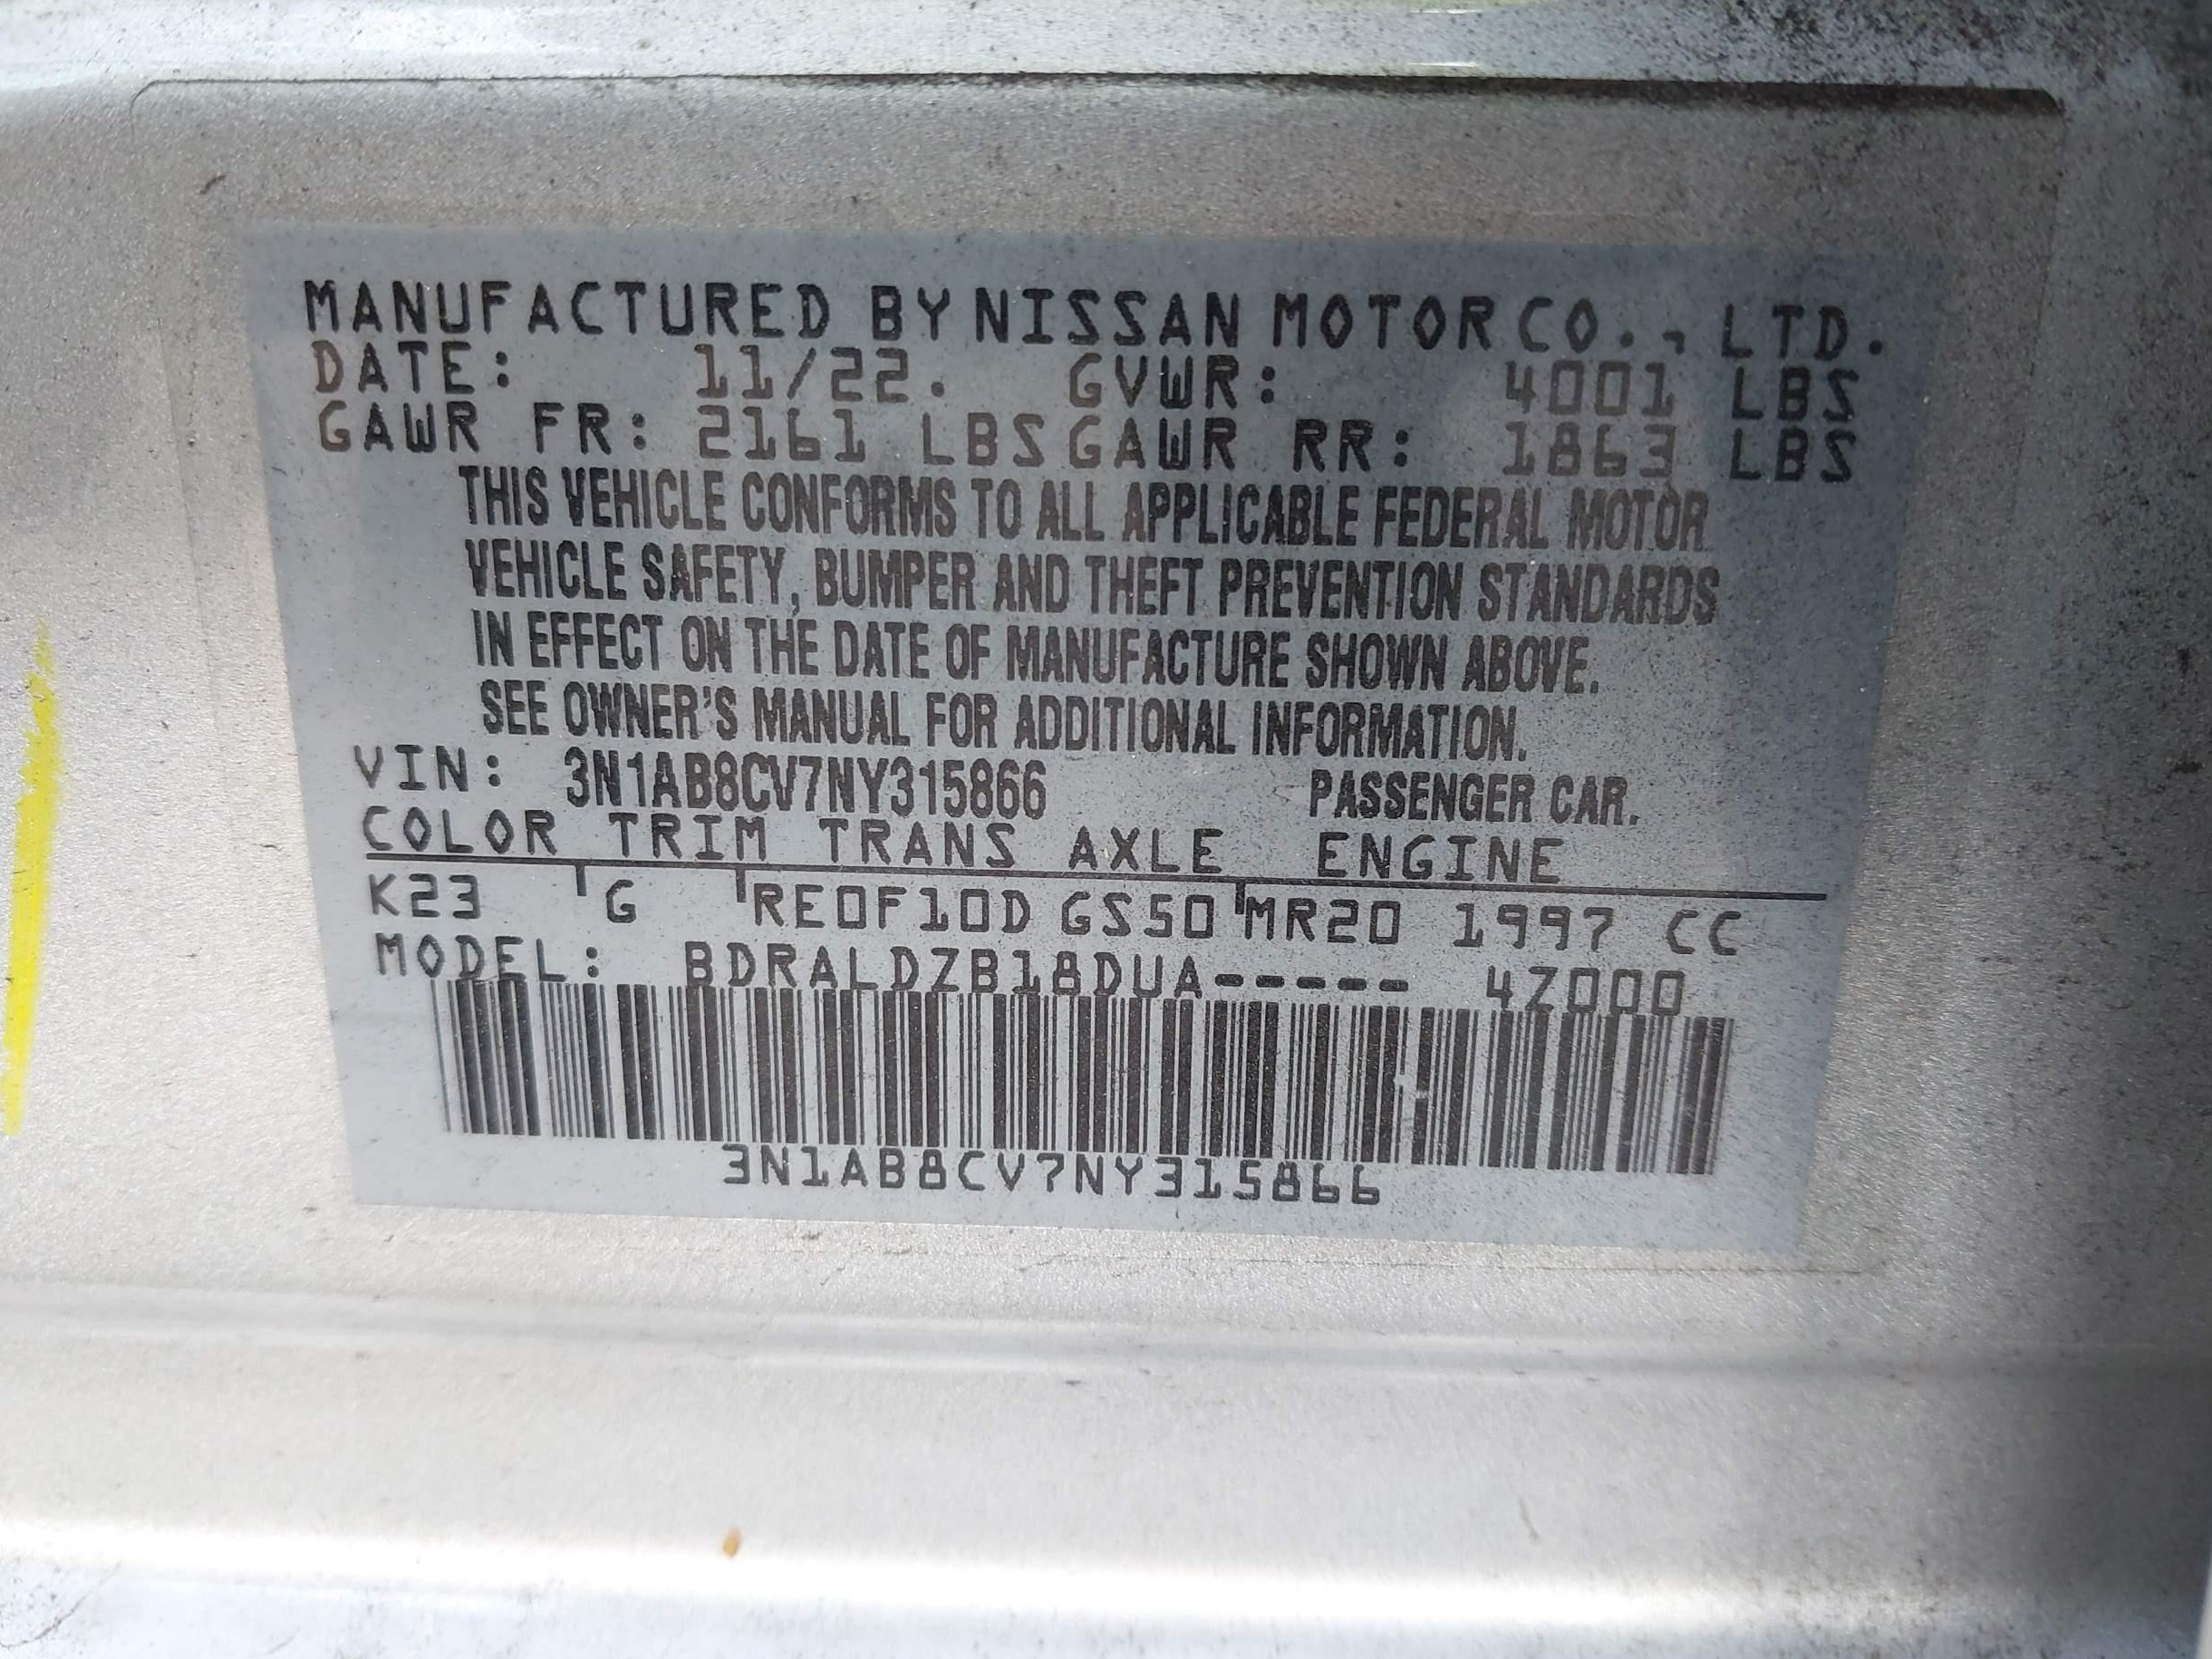 MANUFACTURED BY NISSAN MOTOR CO., LTD.
DATE: 11/22. GVWR: 4001 LBS
GAWR FR: 2161 LBS GAWR RR: 1863 LBS
THIS VEHICLE CONFORMS TO ALL APPLICABLE FEDERAL MOTOR
VEHICLE SAFETY, BUMPER AND THEFT PREVENTION STANDARDS
IN EFFECT ON THE DATE OF MANUFACTURE SHOWN ABOVE.
SEE OWNER'S MANUAL FOR ADDITIONAL INFORMATION.
VIN: 3N1AB8CV7NY315866 PASSENGER CAR.
COLOR TRIM TRANS AXLE ENGINE
K23 G RE0F10D GS50 MR20 1997 CC
MODEL: BDRALDZB18DUA----- 4Z000
3N1AB8CV7NY315866